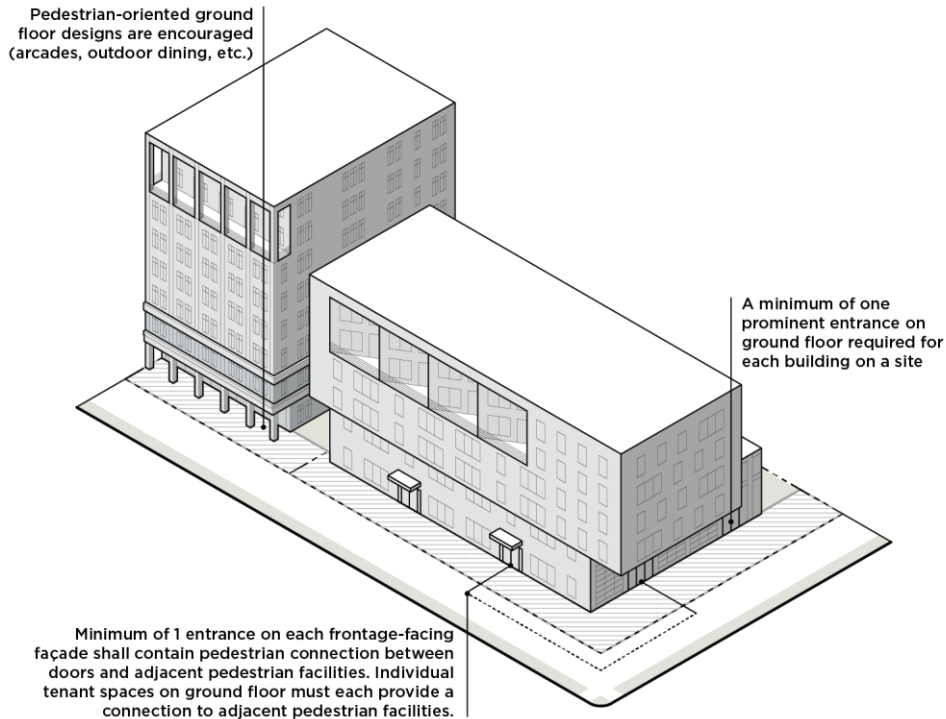 Pedestrian-oriented ground
floor designs are encouraged
(arcades, outdoor dining, etc.)
A minimum of one
prominent entrance on
ground floor required for
each building on a site
Minimum of 1 entrance on each frontage-facing
façade shall contain pedestrian connection between
doors and adjacent pedestrian facilities. Individual
tenant spaces on ground floor must each provide a
connection to adjacent pedestrian facilities.